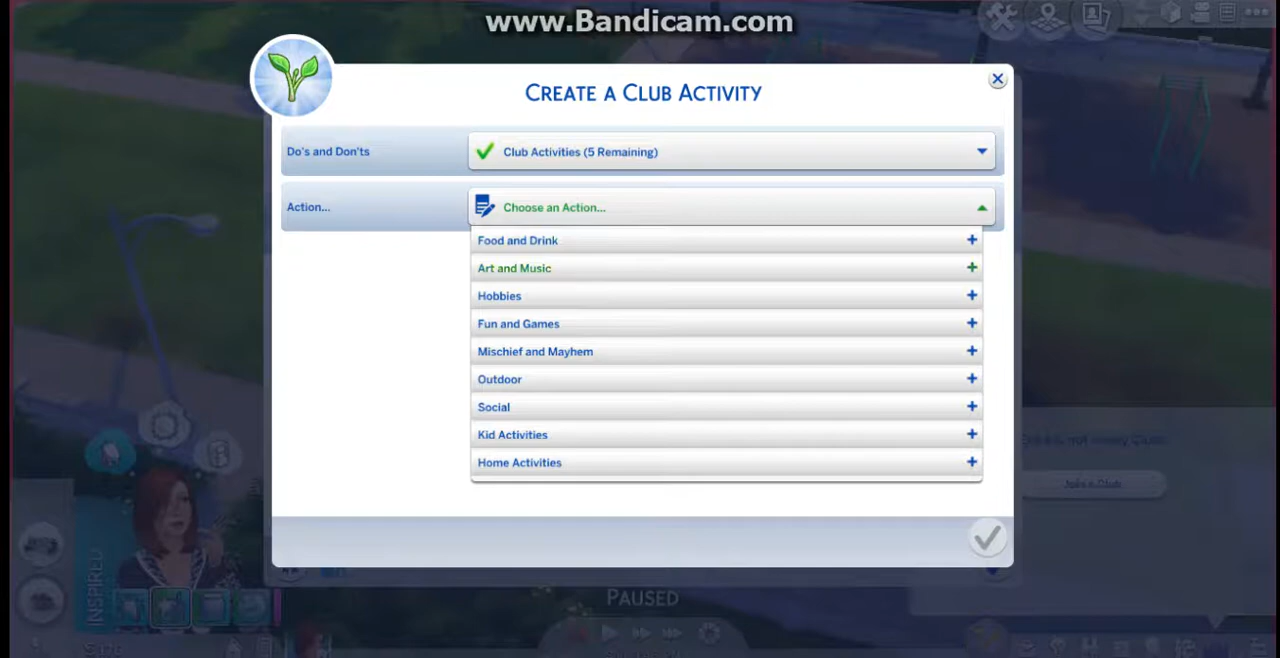 www.Bandicam.com
CREATE A CLUB ACTIVITY
Do's and Don'ts
Club Activities (5 Remaining)
Action...
Choose an Action...
Food and Drink
Art and Music
Hobbies
Fun and Games
Mischief and Mayhem
Outdoor
Social
Kid Activities
Home Activities
Join a Club
INSPIRED
PAUSED